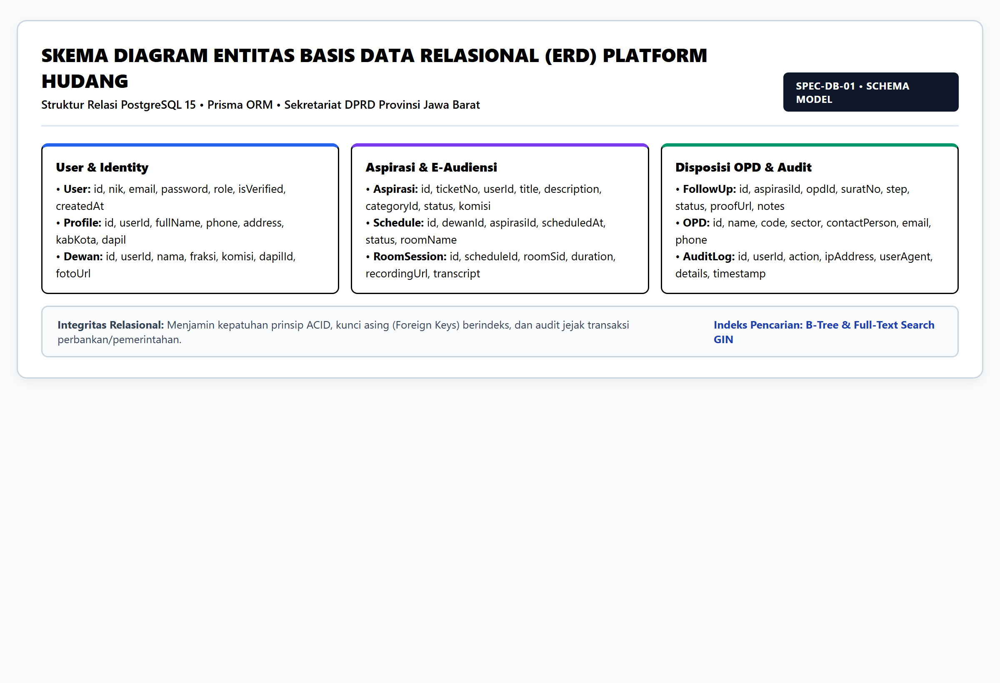 SKEMA DIAGRAM ENTITAS BASIS DATA RELASIONAL (ERD) PLATFORM
HUDANG
Struktur Relasi PostgreSQL 15 • Prisma ORM • Sekretariat DPRD Provinsi Jawa Barat
SPEC-DB-01 • SCHEMA
MODEL
User & Identity
• User: id, nik, email, password, role, isVerified,
createdAt
• Profile: id, userId, fullName, phone, address,
kabKota, dapil
• Dewan: id, userId, nama, fraksi, komisi, dapilId,
fotoUrl
Aspirasi & E-Audiensi
• Aspirasi: id, ticketNo, userId, title, description,
categoryId, status, komisi
• Schedule: id, dewanId, aspirasiId, scheduledAt,
status, roomName
• RoomSession: id, scheduleId, roomSid, duration,
recordingUrl, transcript
Disposisi OPD & Audit
• FollowUp: id, aspirasiId, opdId, suratNo, step,
status, proofUrl, notes
• OPD: id, name, code, sector, contactPerson, email,
phone
• AuditLog: id, userId, action, ipAddress, userAgent,
details, timestamp
Integritas Relasional: Menjamin kepatuhan prinsip ACID, kunci asing (Foreign Keys) berindeks, dan audit jejak transaksi
perbankan/pemerintahan.
Indeks Pencarian: B-Tree & Full-Text Search
GIN